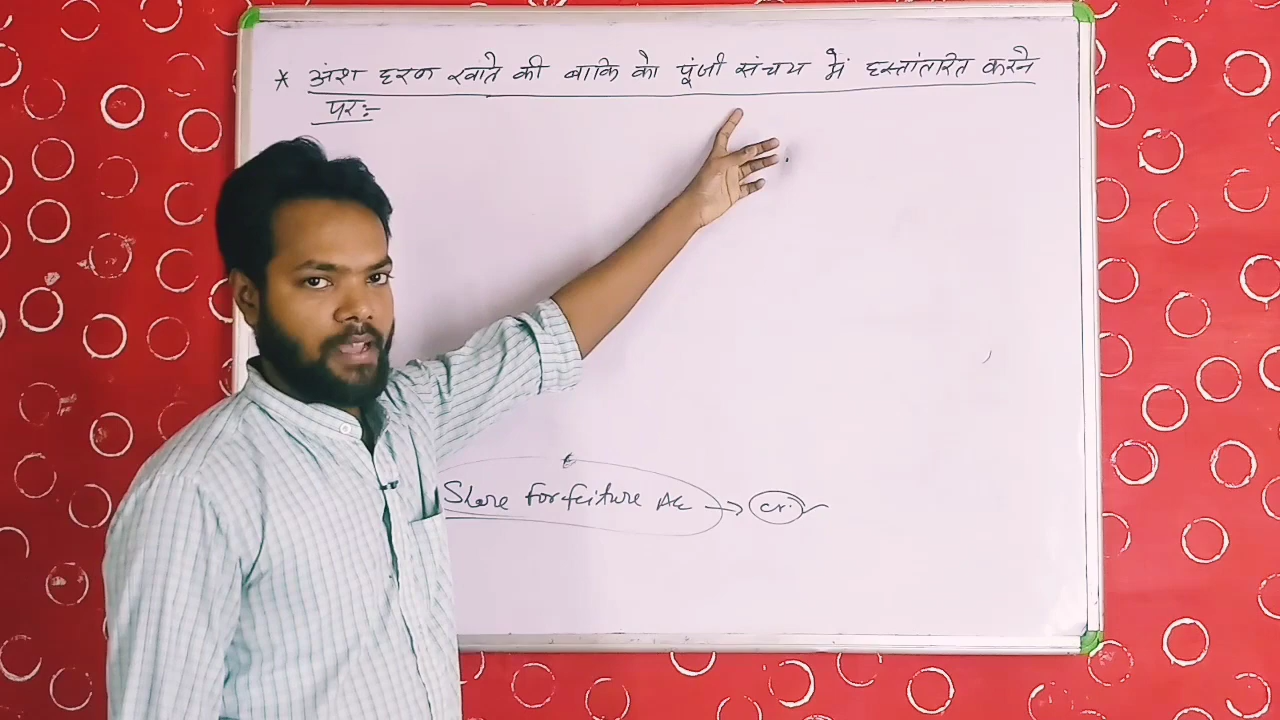 * अंश हरण खाते की बाकि को पूंजी संचय में हस्तांतरित करने
पर:-
Share Forfeiture A/c → Cr.